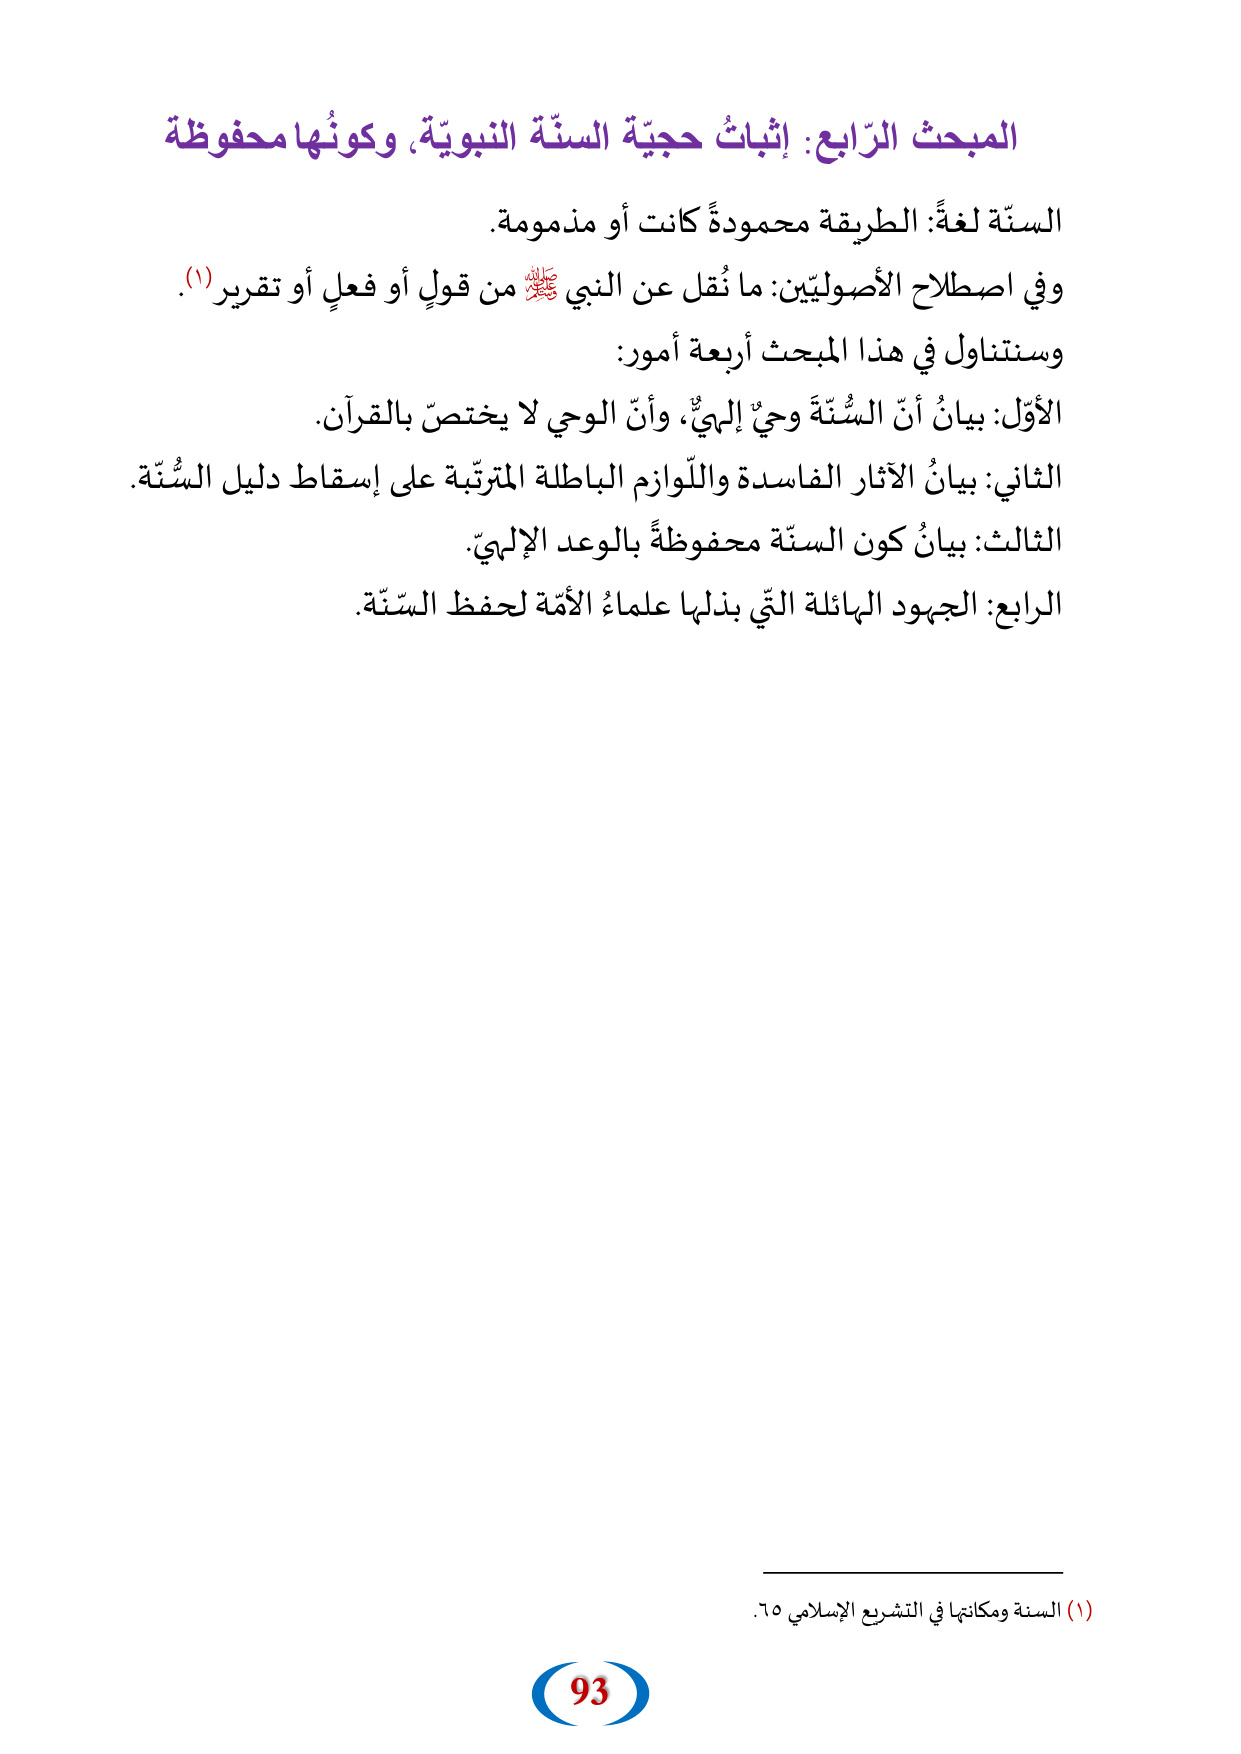 المبحث الرّابع: إثباتُ حجيّة السنّة النبويّة، وكونُها محفوظة
السنّة لغةً: الطريقة محمودةً كانت أو مذمومة.
وفي اصطلاح الأصوليّين: ما نُقل عن النبي ﷺ من قولٍ أو فعلٍ أو تقرير(١).
وسنتناول في هذا المبحث أربعة أمور:
الأوّل: بيانُ أنّ السُّنّةَ وحيٌ إلهيٌّ، وأنّ الوحي لا يختصّ بالقرآن.
الثاني: بيانُ الآثار الفاسدة واللّوازم الباطلة المترتّبة على إسقاط دليل السُّنّة.
الثالث: بيانُ كون السنّة محفوظةً بالوعد الإلهيّ.
الرابع: الجهود الهائلة التّي بذلها علماءُ الأمّة لحفظ السّنّة.
(١) السنة ومكانتها في التشريع الإسلامي ٦٥.
93